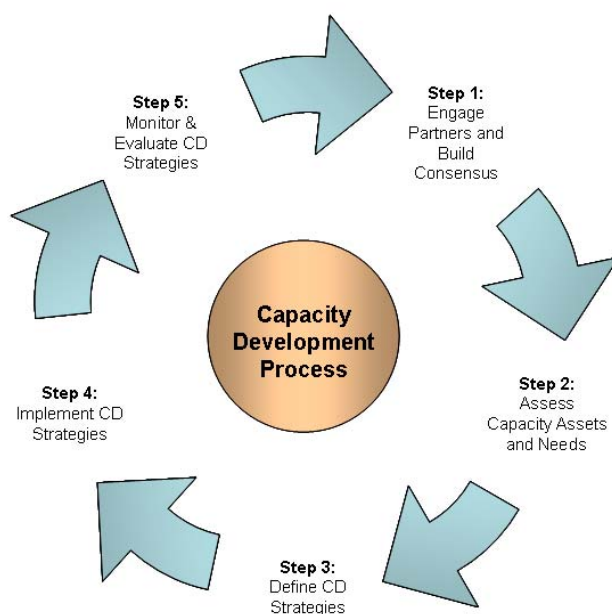 Step 1:
Engage
Partners and
Build
Consensus
Step 2:
Assess
Capacity Assets
and Needs
Step 3:
Define CD
Strategies
Step 4:
Implement CD
Strategies
Step 5:
Monitor &
Evaluate CD
Strategies
Capacity
Development
Process